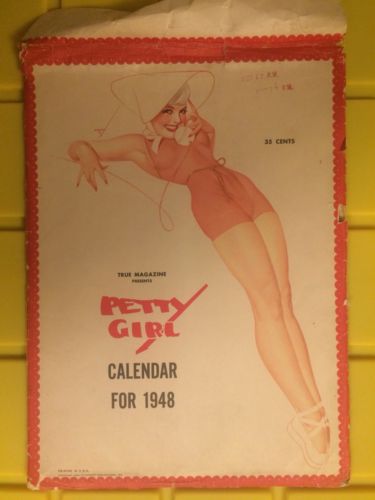 35 CENTS
TRUE MAGAZINE
PRESENTS
PETTY
GIRL
CALENDAR
FOR 1948